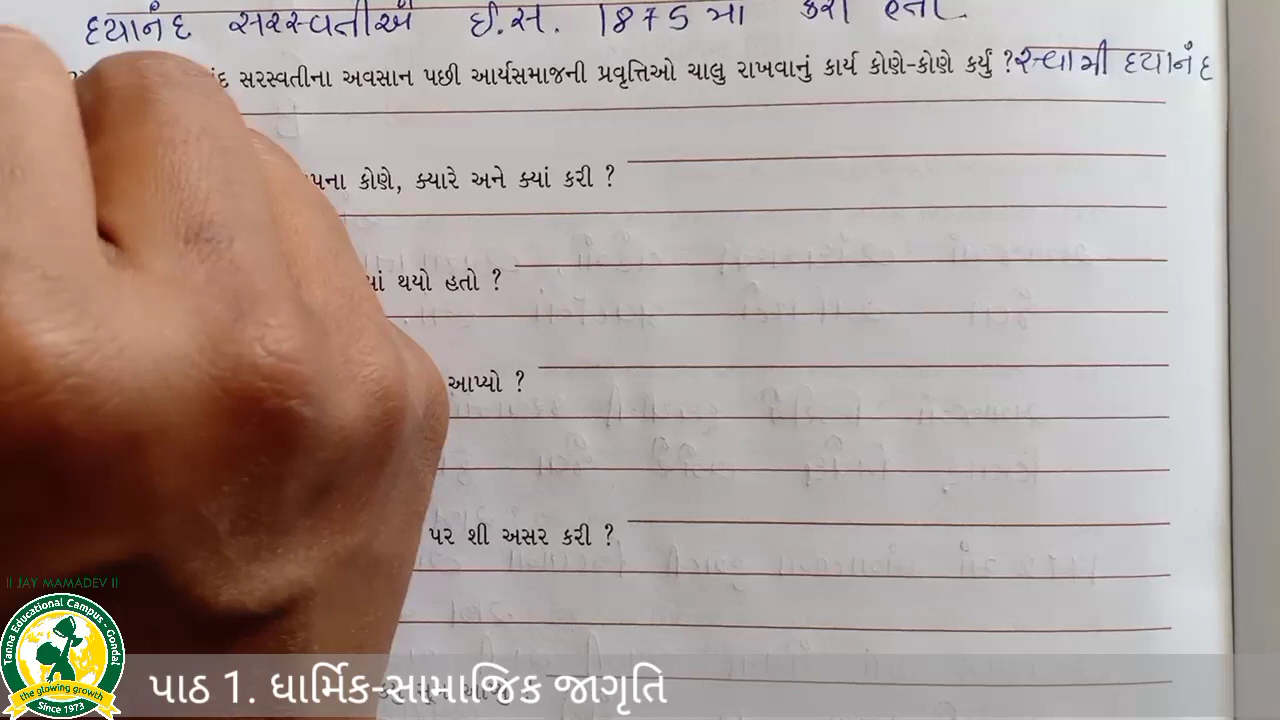 દયાનંદ સરસ્વતીએ ઈ.સ. 1875 માં કરી હતી.
સરસ્વતીના અવસાન પછી આર્યસમાજની પ્રવૃત્તિઓ ચાલુ રાખવાનું કાર્ય કોણે-કોણે કર્યું ? સ્વામી દયાનંદ
કોણે, ક્યારે અને ક્યાં કરી ?
થયો હતો ?
આપ્યો ?
પર શી અસર કરી ?
॥ JAY MAMADEV ॥
Tanna Educational Campus - Gondal
the glowing growth
Since 1973
પાઠ 1. ધાર્મિક-સામાજિક જાગૃતિ